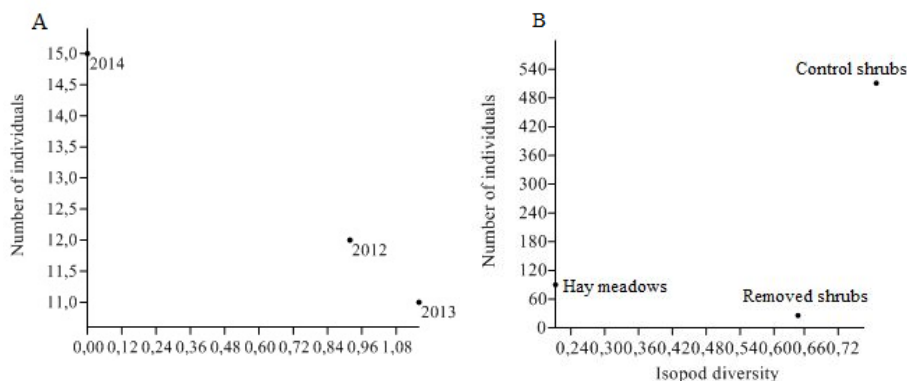 A
Number of individuals
15,0
14,5
14,0
13,5
13,0
12,5
12,0
11,5
11,0
2014
2012
2013
0,00 0,12 0,24 0,36 0,48 0,60 0,72 0,84 0,96 1,08
B
Number of individuals
540
480
420
360
300
240
180
120
60
0
Control shrubs
Hay meadows
Removed shrubs
0,24 0,30 0,36 0,42 0,48 0,54 0,60 0,66 0,72
Isopod diversity